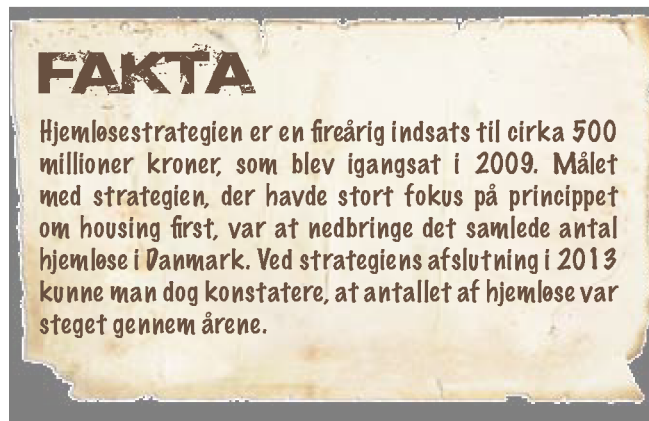 FAKTA
Hjemløsestrategien er en fireårig indsats til cirka 500
millioner kroner, som blev igangsat i 2009. Målet
med strategien, der havde stort fokus på princippet
om housing first, var at nedbringe det samlede antal
hjemløse i Danmark. Ved strategiens afslutning i 2013
kunne man dog konstatere, at antallet af hjemløse var
steget gennem årene.